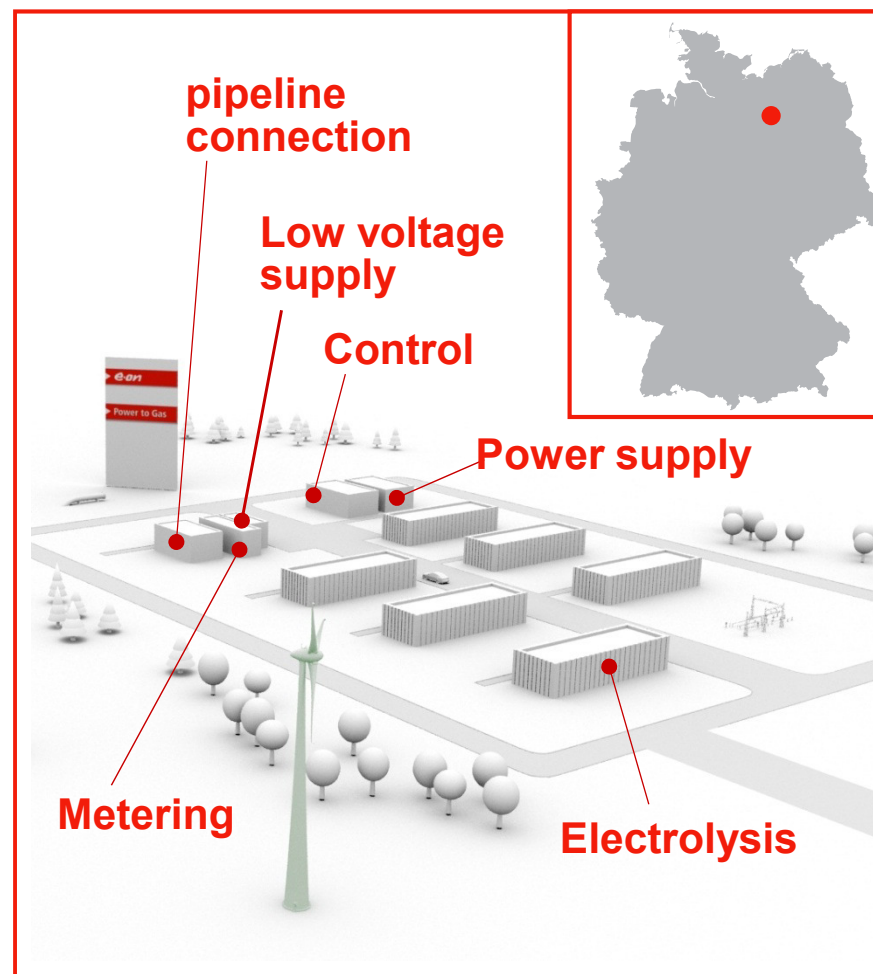 pipeline
connection
Low voltage
supply
Control
e·on
Power to Gas
Power supply
Metering
Electrolysis